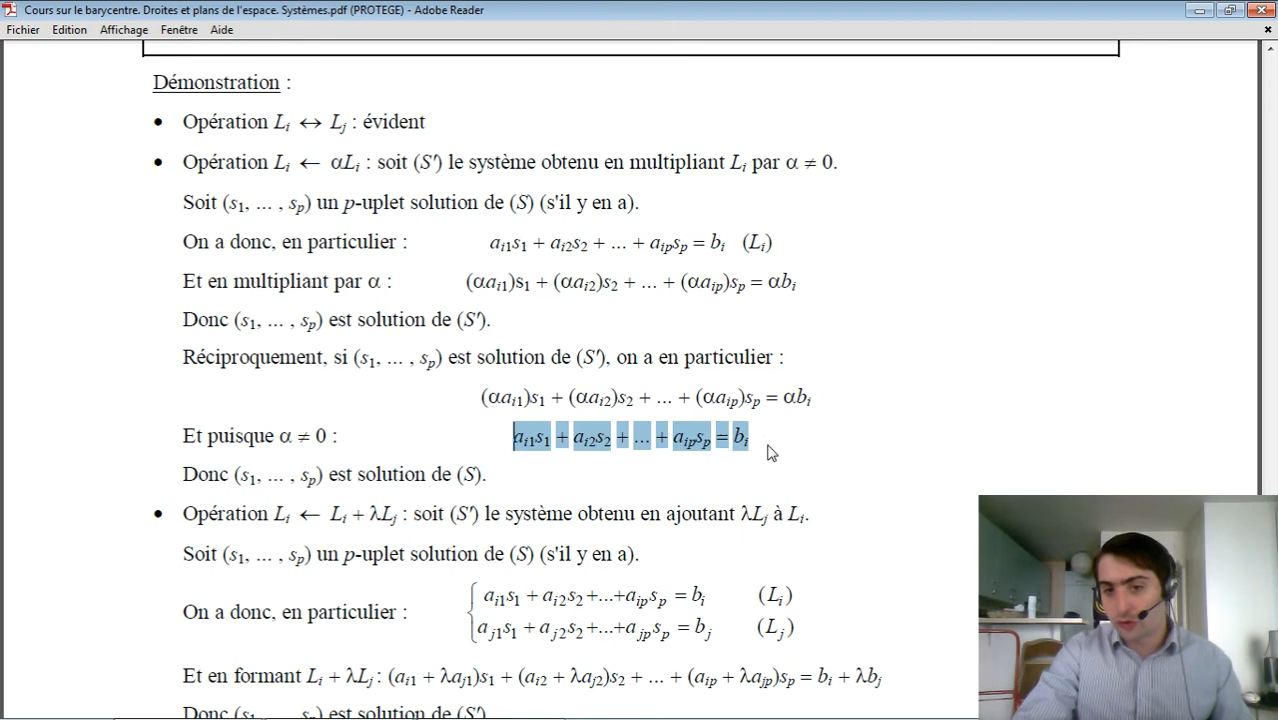 Cours sur le barycentre. Droites et plans de l'espace. Systèmes.pdf (PROTEGE) - Adobe Reader
Fichier Edition Affichage Fenêtre Aide
Démonstration :
• Opération Li ↔ Lj : évident
• Opération Li ← αLi : soit (S') le système obtenu en multipliant Li par α ≠ 0.
Soit (s1, ... , sp) un p-uplet solution de (S) (s'il y en a).
On a donc, en particulier : ai1s1 + ai2s2 + ... + aipsp = bi (Li)
Et en multipliant par α : (αai1)s1 + (αai2)s2 + ... + (αaip)sp = αbi
Donc (s1, ... , sp) est solution de (S').
Réciproquement, si (s1, ... , sp) est solution de (S'), on a en particulier :
(αai1)s1 + (αai2)s2 + ... + (αaip)sp = αbi
Et puisque α ≠ 0 : ai1s1 + ai2s2 + ... + aipsp = bi
Donc (s1, ... , sp) est solution de (S).
• Opération Li ← Li + λLj : soit (S') le système obtenu en ajoutant λLj à Li.
Soit (s1, ... , sp) un p-uplet solution de (S) (s'il y en a).
ai1s1 + ai2s2 +...+aipsp = bi (Li)
On a donc, en particulier :
aj1s1 + aj2s2 +...+ajpsp = bj (Lj)
Et en formant Li + λLj : (ai1 + λaj1)s1 + (ai2 + λaj2)s2 + ... + (aip + λajp)sp = bi + λbj
Donc (s1, ... , sp) est solution de (S')